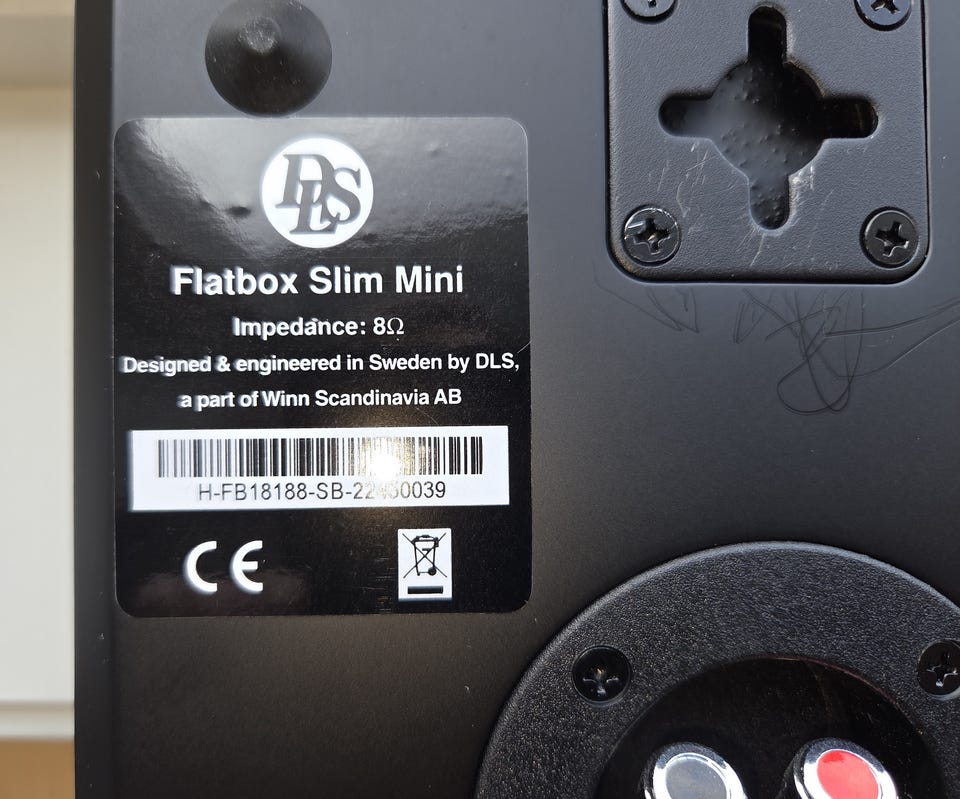 DLS
Flatbox Slim Mini
Impedance: 8Ω
Designed & engineered in Sweden by DLS,
a part of Winn Scandinavia AB
CE